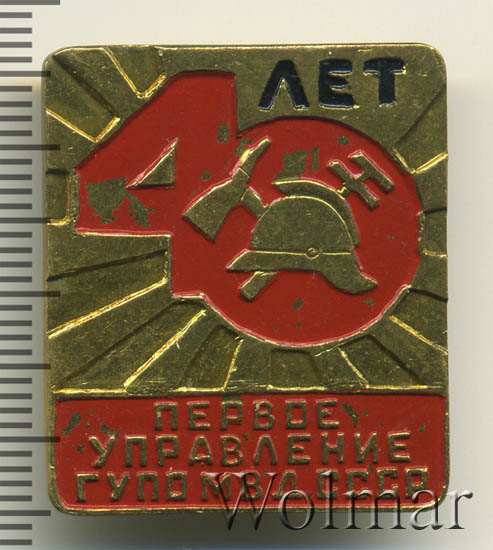 40 ЛЕТ
ПЕРВОЕ
УПРАВЛЕНИЕ
ГУПО МВД СССР
Wolmar